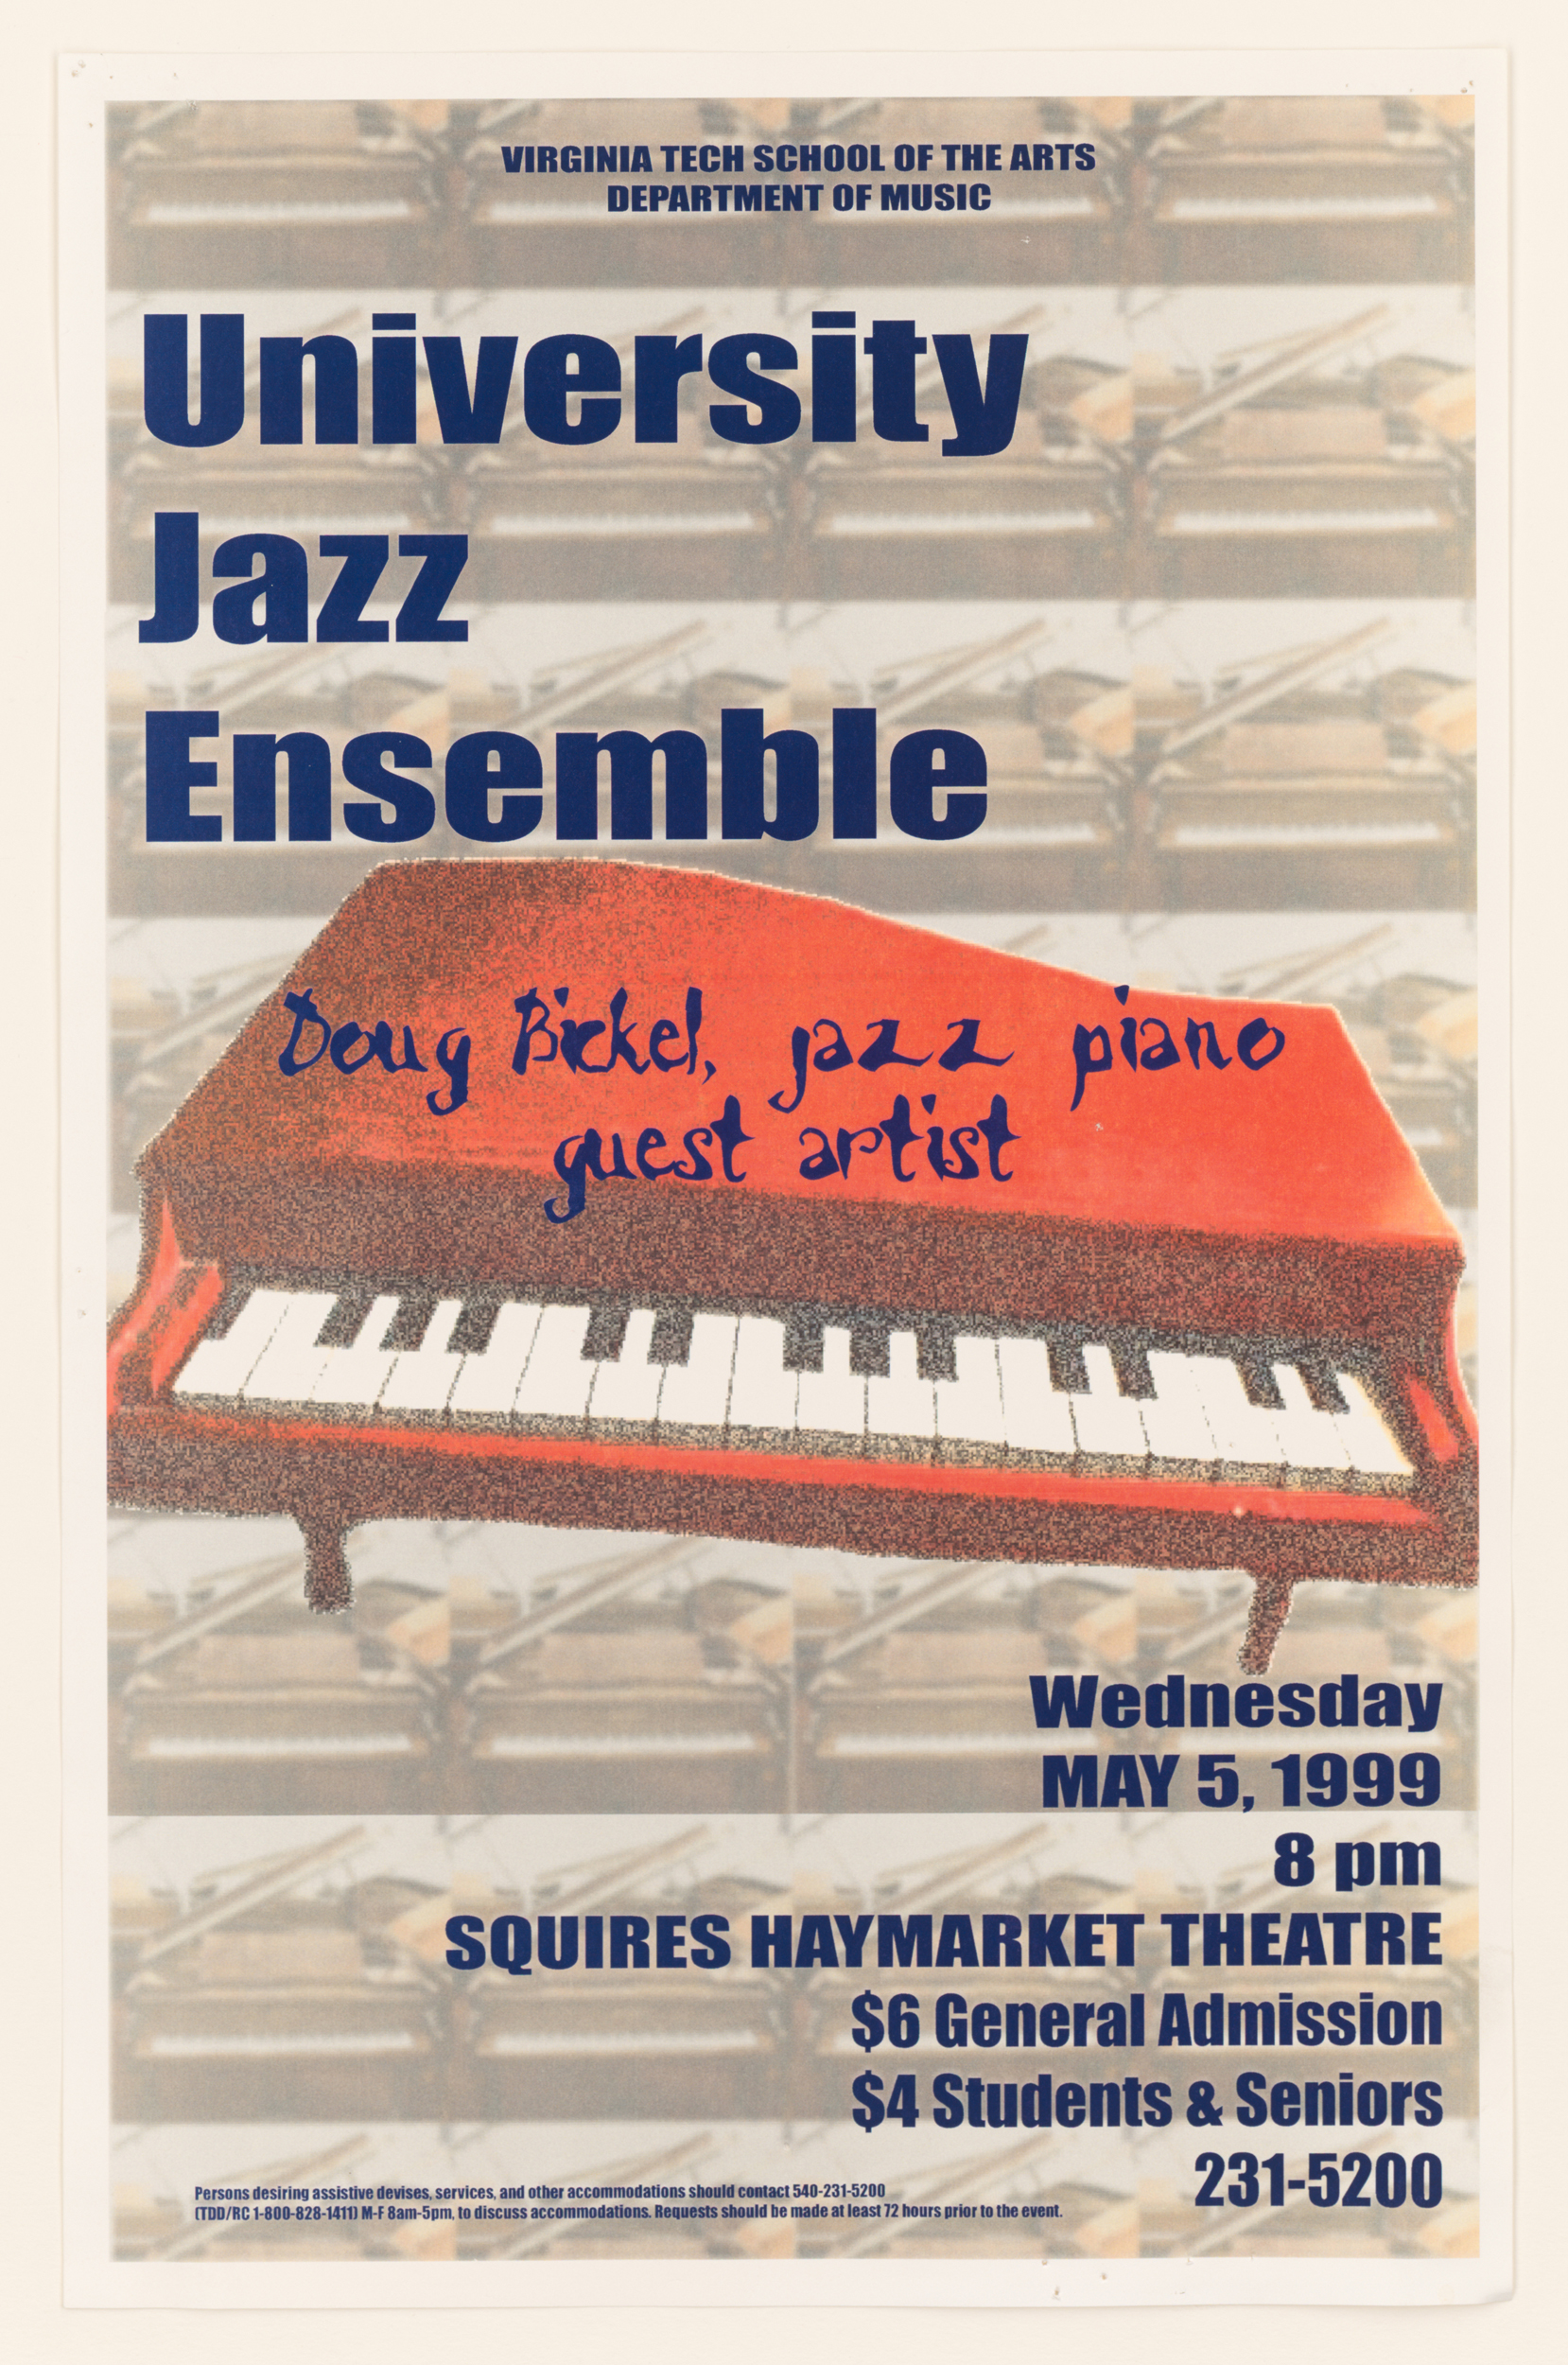 VIRGINIA TECH SCHOOL OF THE ARTS
DEPARTMENT OF MUSIC
University
Jazz
Ensemble
Doug Bickel, jazz piano
guest artist
Wednesday
MAY 5, 1999
8 pm
SQUIRES HAYMARKET THEATRE
$6 General Admission
$4 Students & Seniors
231-5200
Persons desiring assistive devises, services, and other accommodations should contact 540-231-5200
(TDD/RC 1-800-828-1411) M-F 8am-5pm, to discuss accommodations. Requests should be made at least 72 hours prior to the event.